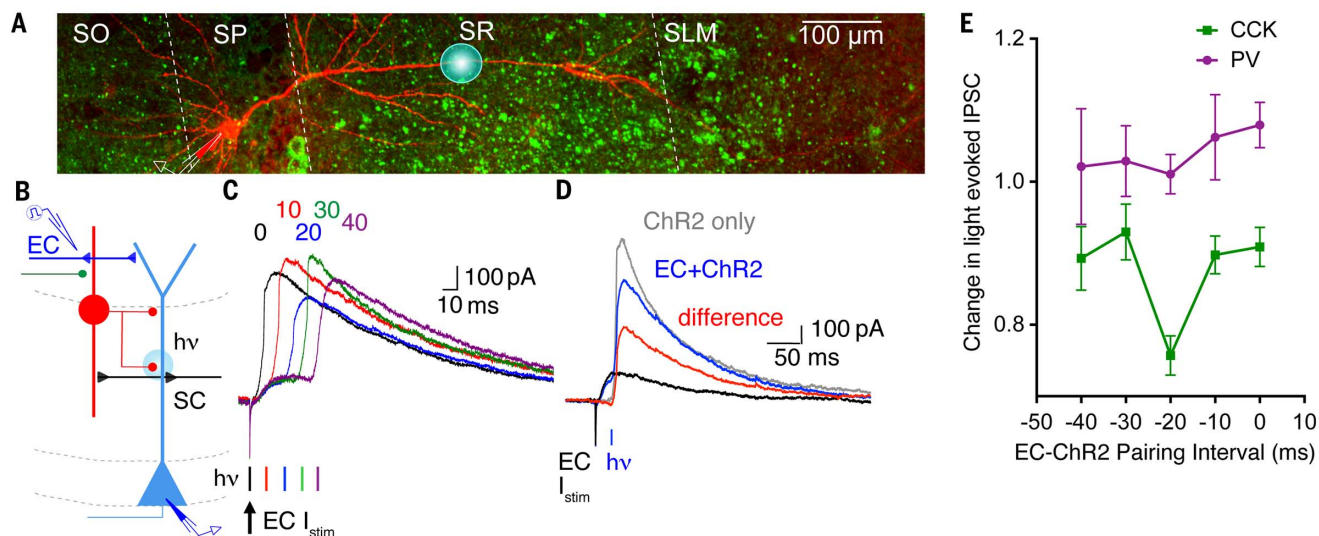 A
SO
SP
SR
SLM
100 µm
B
EC
hν
SC
C
0
10
20
30
40
100 pA
10 ms
hν
EC I stim
D
ChR2 only
EC+ChR2
difference
100 pA
50 ms
EC
hν
I stim
E
CCK
PV
Change in light evoked IPSC
1.2
1.0
0.8
-50 -40 -30 -20 -10 0 10
EC-ChR2 Pairing Interval (ms)